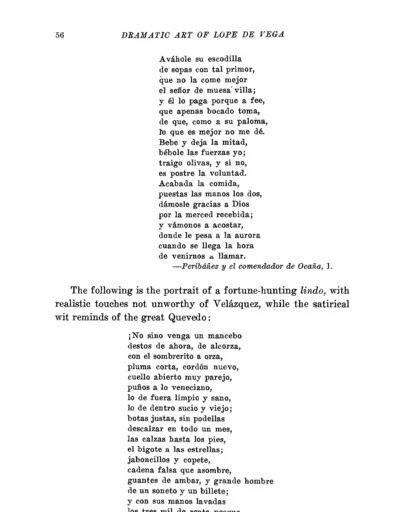 56 DRAMATIC ART OF LOPE DE VEGA
Aváhole su escodilla
de sopas con tal primor,
que no la come mejor
el señor de muesa villa;
y él lo paga porque a fee,
que apenas bocado toma,
de que, como a su paloma,
lo que es mejor no me dé.
Bebe y deja la mitad,
bébole las fuerzas yo;
traigo olivas, y si no,
es postre la voluntad.
Acabada la comida,
puestas las manos los dos,
dámosle gracias a Dios
por la merced recebida;
y vámonos a acostar,
donde le pesa a la aurora
cuando se llega la hora
de venirnos a llamar.
—Peribáñez y el comendador de Ocaña, 1.
The following is the portrait of a fortune-hunting lindo, with
realistic touches not unworthy of Velázquez, while the satirical
wit reminds of the great Quevedo:
¡No sino venga un mancebo
destos de ahora, de alcorza,
con el sombrerito a orza,
pluma corta, cordón nuevo,
cuello abierto muy parejo,
puños a lo veneciano,
lo de fuera limpio y sano,
lo de dentro sucio y viejo;
botas justas, sin podellas
descalzar en todo un mes,
las calzas hasta los pies,
el bigote a las estrellas;
jaboncillos y copete,
cadena falsa que asombre,
guantes de ambar, y grande hombre
de un soneto y un billete;
y con sus manos lavadas
los tres mil de renta